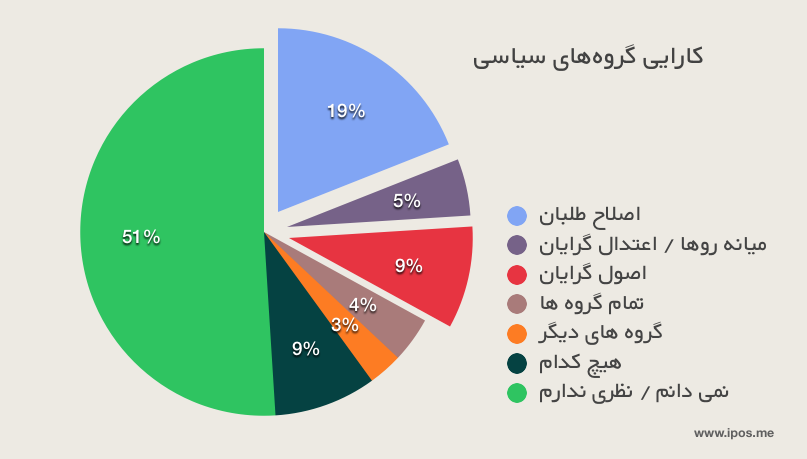 کارایی گروه‌های سیاسی
19%
5%
9%
4%
3%
9%
51%
اصلاح طلبان
میانه روها / اعتدال گرایان
اصول گرایان
تمام گروه ها
گروه های دیگر
هیچ کدام
نمی دانم / نظری ندارم
www.ipos.me